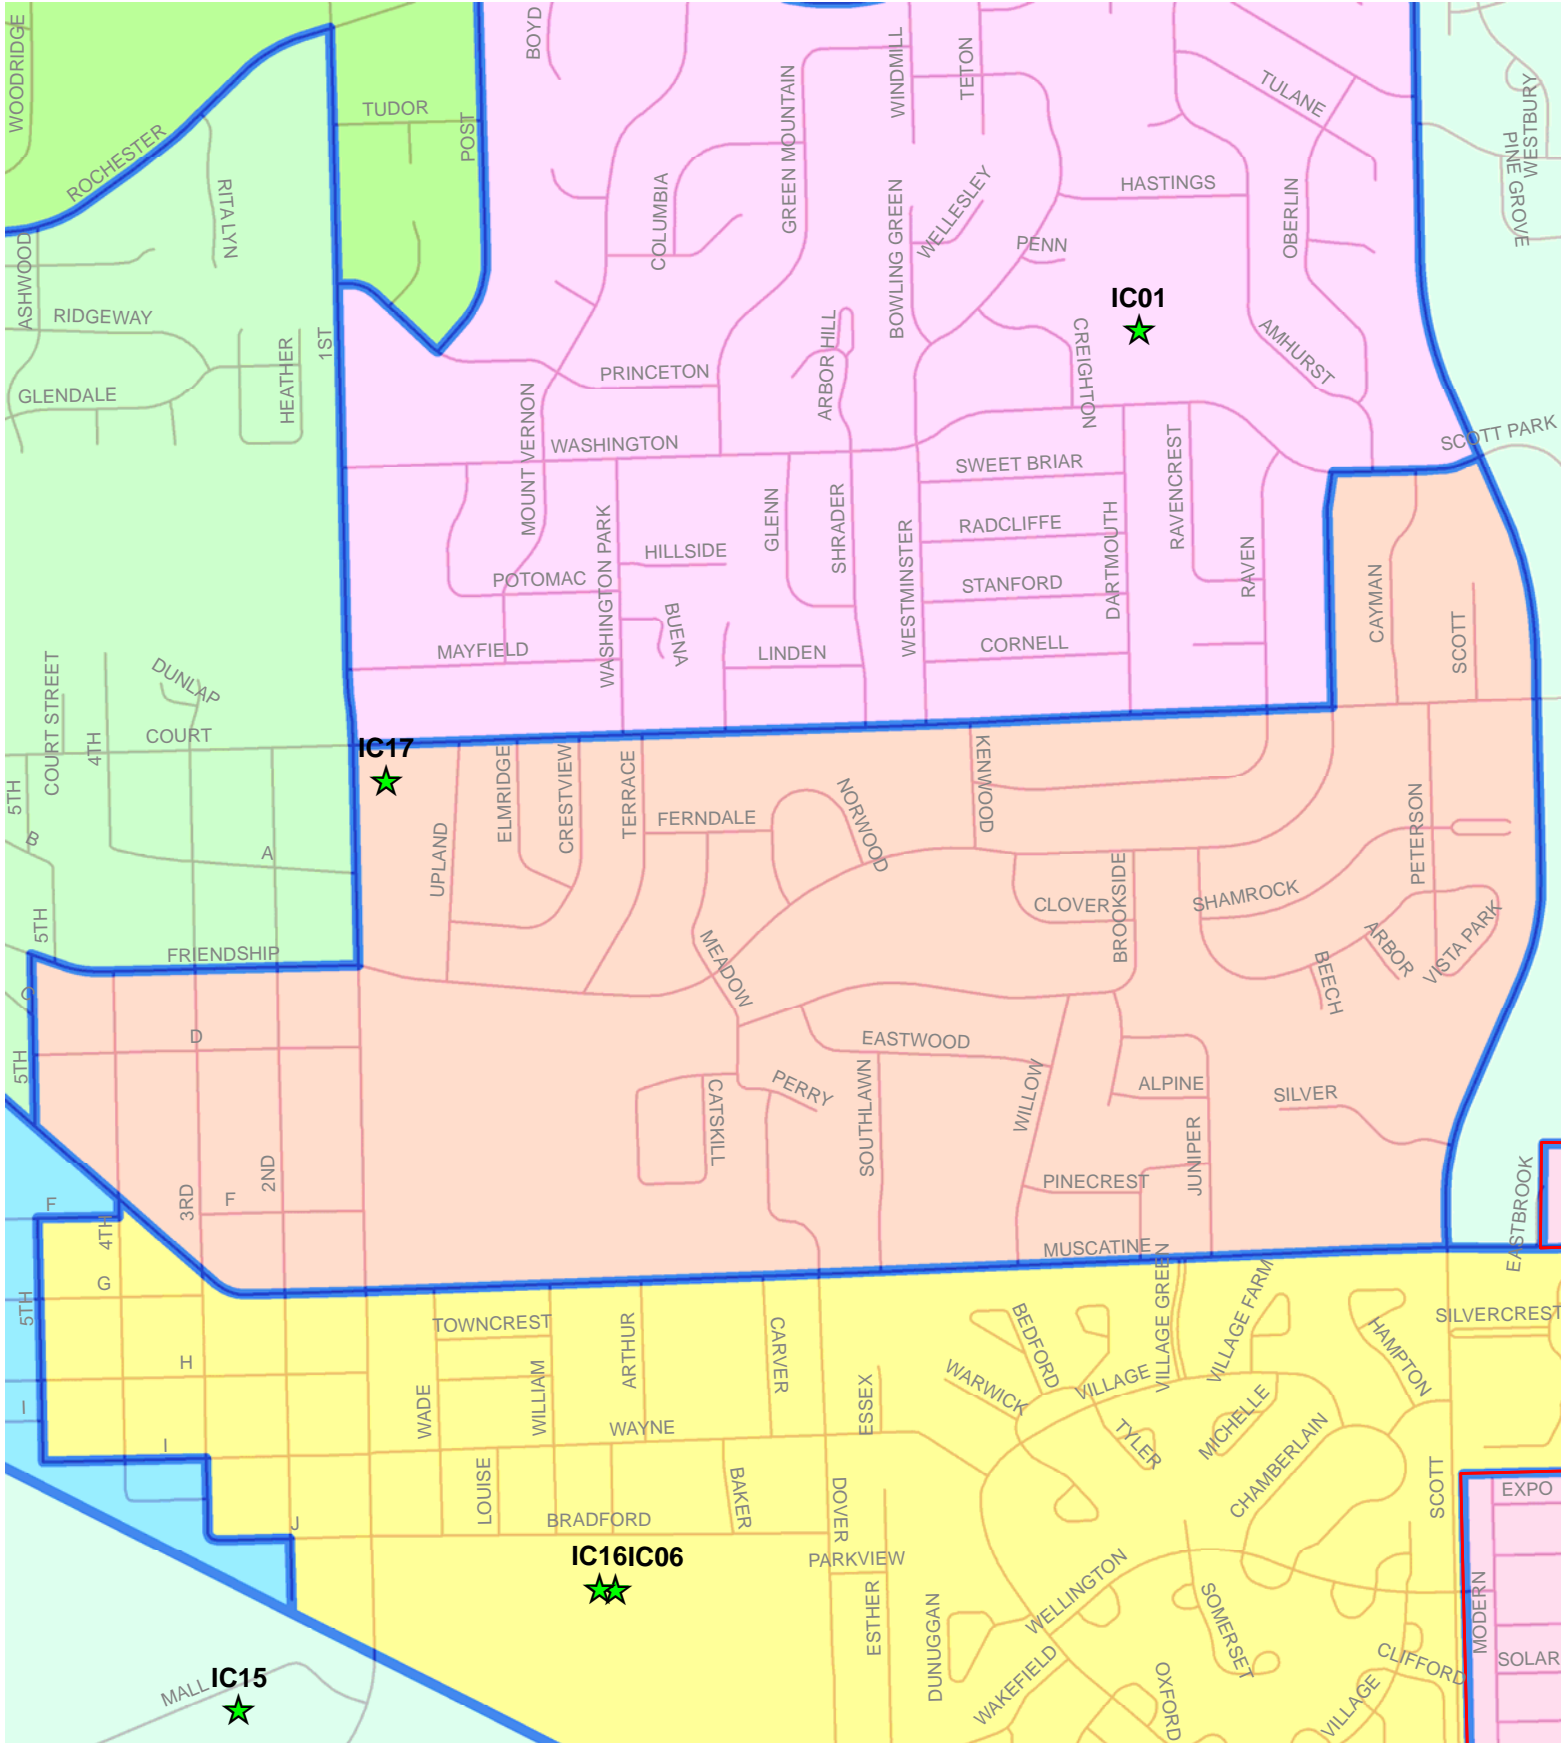 WOODRIDGE
BOYD
TUDOR
POST
WINDMILL
TETON
TULANE
WESTBURY
PINE GROVE
ROCHESTER
RITA LYN
GREEN MOUNTAIN
COLUMBIA
BOWLING GREEN
WELLESLEY
HASTINGS
OBERLIN
PENN
ASHWOOD
RIDGEWAY
1ST
HEATHER
GLENDALE
IC01
ARBOR HILL
CREIGHTON
AMHURST
PRINCETON
MOUNT VERNON
WASHINGTON
SCOTT PARK
SWEET BRIAR
RAVENCREST
GLENN
SHRADER
RADCLIFFE
DARTMOUTH
WASHINGTON PARK
HILLSIDE
WESTMINSTER
RAVEN
POTOMAC
STANFORD
CAYMAN
SCOTT
BUENA
MAYFIELD
LINDEN
CORNELL
COURT STREET
DUNLAP
4TH
COURT
IC17
5TH
B
A
ELMRIDGE
CRESTVIEW
TERRACE
KENWOOD
UPLAND
FERNDALE
NORWOOD
PETERSON
CLOVER
BROOKSIDE
SHAMROCK
5TH
FRIENDSHIP
MEADOW
ARBOR
VISTA PARK
BEECH
C
D
5TH
EASTWOOD
PERRY
CATSKILL
SOUTHLAWN
WILLOW
ALPINE
SILVER
JUNIPER
PINECREST
2ND
3RD
F
F
4TH
EASTBROOK
MUSCATINE
G
5TH
TOWNCREST
ARTHUR
CARVER
BEDFORD
VILLAGE GREEN
VILLAGE FARM
HAMPTON
SILVERCREST
H
WADE
WILLIAM
ESSEX
WARWICK
VILLAGE
MICHELLE
I
I
WAYNE
TYLER
CHAMBERLAIN
LOUISE
BAKER
DOVER
SCOTT
EXPO
J
BRADFORD
IC16
IC06
PARKVIEW
ESTHER
DUNUGGAN
WELLINGTON
SOMERSET
MODERN
WAKEFIELD
OXFORD
CLIFFORD
SOLAR
VILLAGE
MALL
IC15